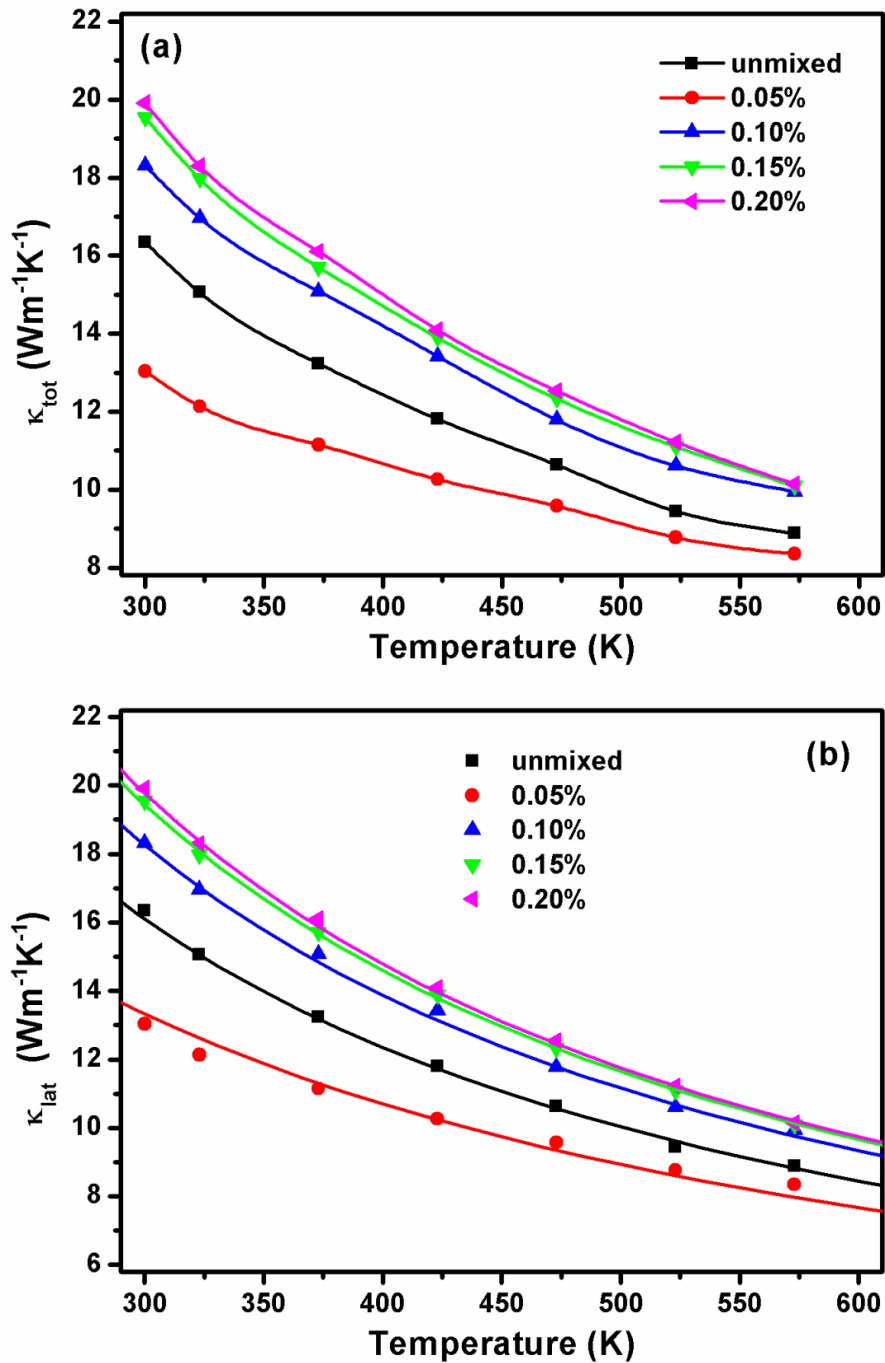 (a)
unmixed
0.05%
0.10%
0.15%
0.20%
22
20
18
16
14
12
10
8
κtot (Wm-1K-1)
300 350 400 450 500 550 600
Temperature (K)
(b)
unmixed
0.05%
0.10%
0.15%
0.20%
22
20
18
16
14
12
10
8
6
κlat (Wm-1K-1)
300 350 400 450 500 550 600
Temperature (K)